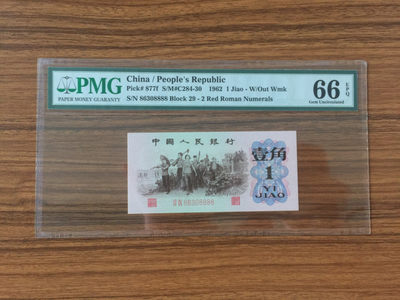 PMG
PAPER MONEY GUARANTY
China / People's Republic
Pick# 877f S/M#C284-30 1962 1 Jiao - W/Out Wmk
S/N 86308888 Block 29 - 2 Red Roman Numerals
66 EPQ
Gem Uncirculated
中国人民银行
壹角
1
YI
JIAO
86308888